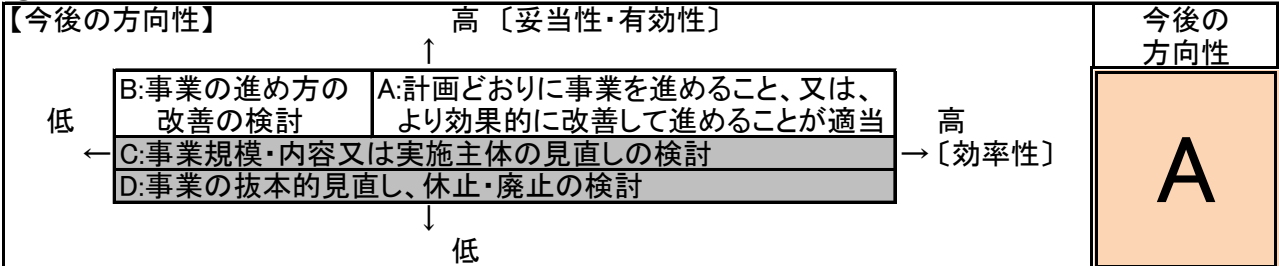 【今後の方向性】 高 〔妥当性・有効性〕
↑
B:事業の進め方の
改善の検討
A:計画どおりに事業を進めること、又は、
より効果的に改善して進めることが適当
低
←
C:事業規模・内容又は実施主体の見直しの検討
D:事業の抜本的見直し、休止・廃止の検討
高
→〔効率性〕
↓
低
今後の
方向性
A